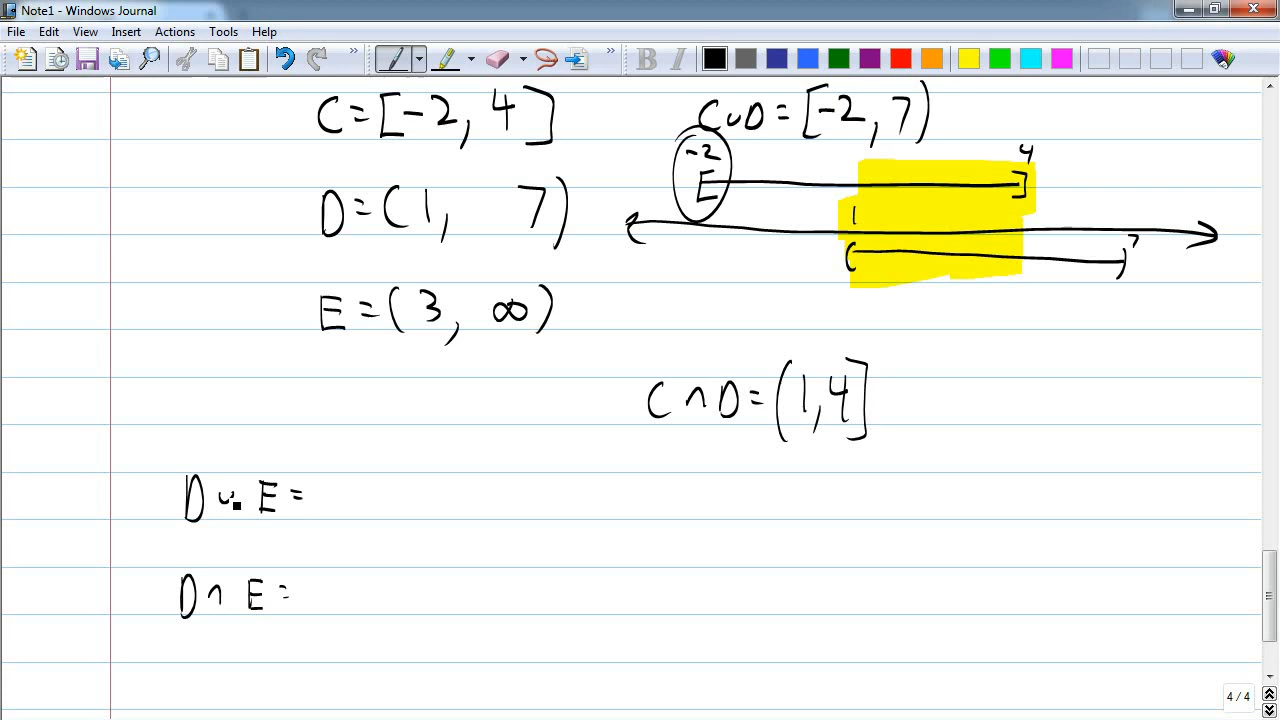 Note1 - Windows Journal
File Edit View Insert Actions Tools Help
B I
C = [-2, 4]
C∪D = [-2, 7)
-2
4
[
]
D = (1, 7)
1
(
7
)
E = (3, ∞)
C ∩ D = (1, 4]
D ∪ E =
D ∩ E =
4 / 4